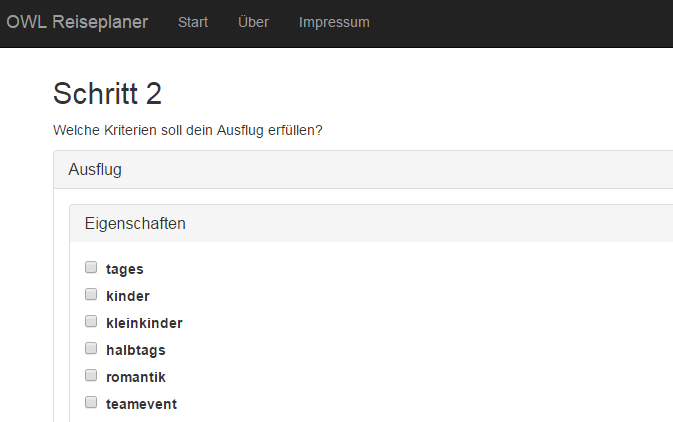 OWL Reiseplaner Start Über Impressum
Schritt 2
Welche Kriterien soll dein Ausflug erfüllen?
Ausflug
Eigenschaften
tages
kinder
kleinkinder
halbtags
romantik
teamevent